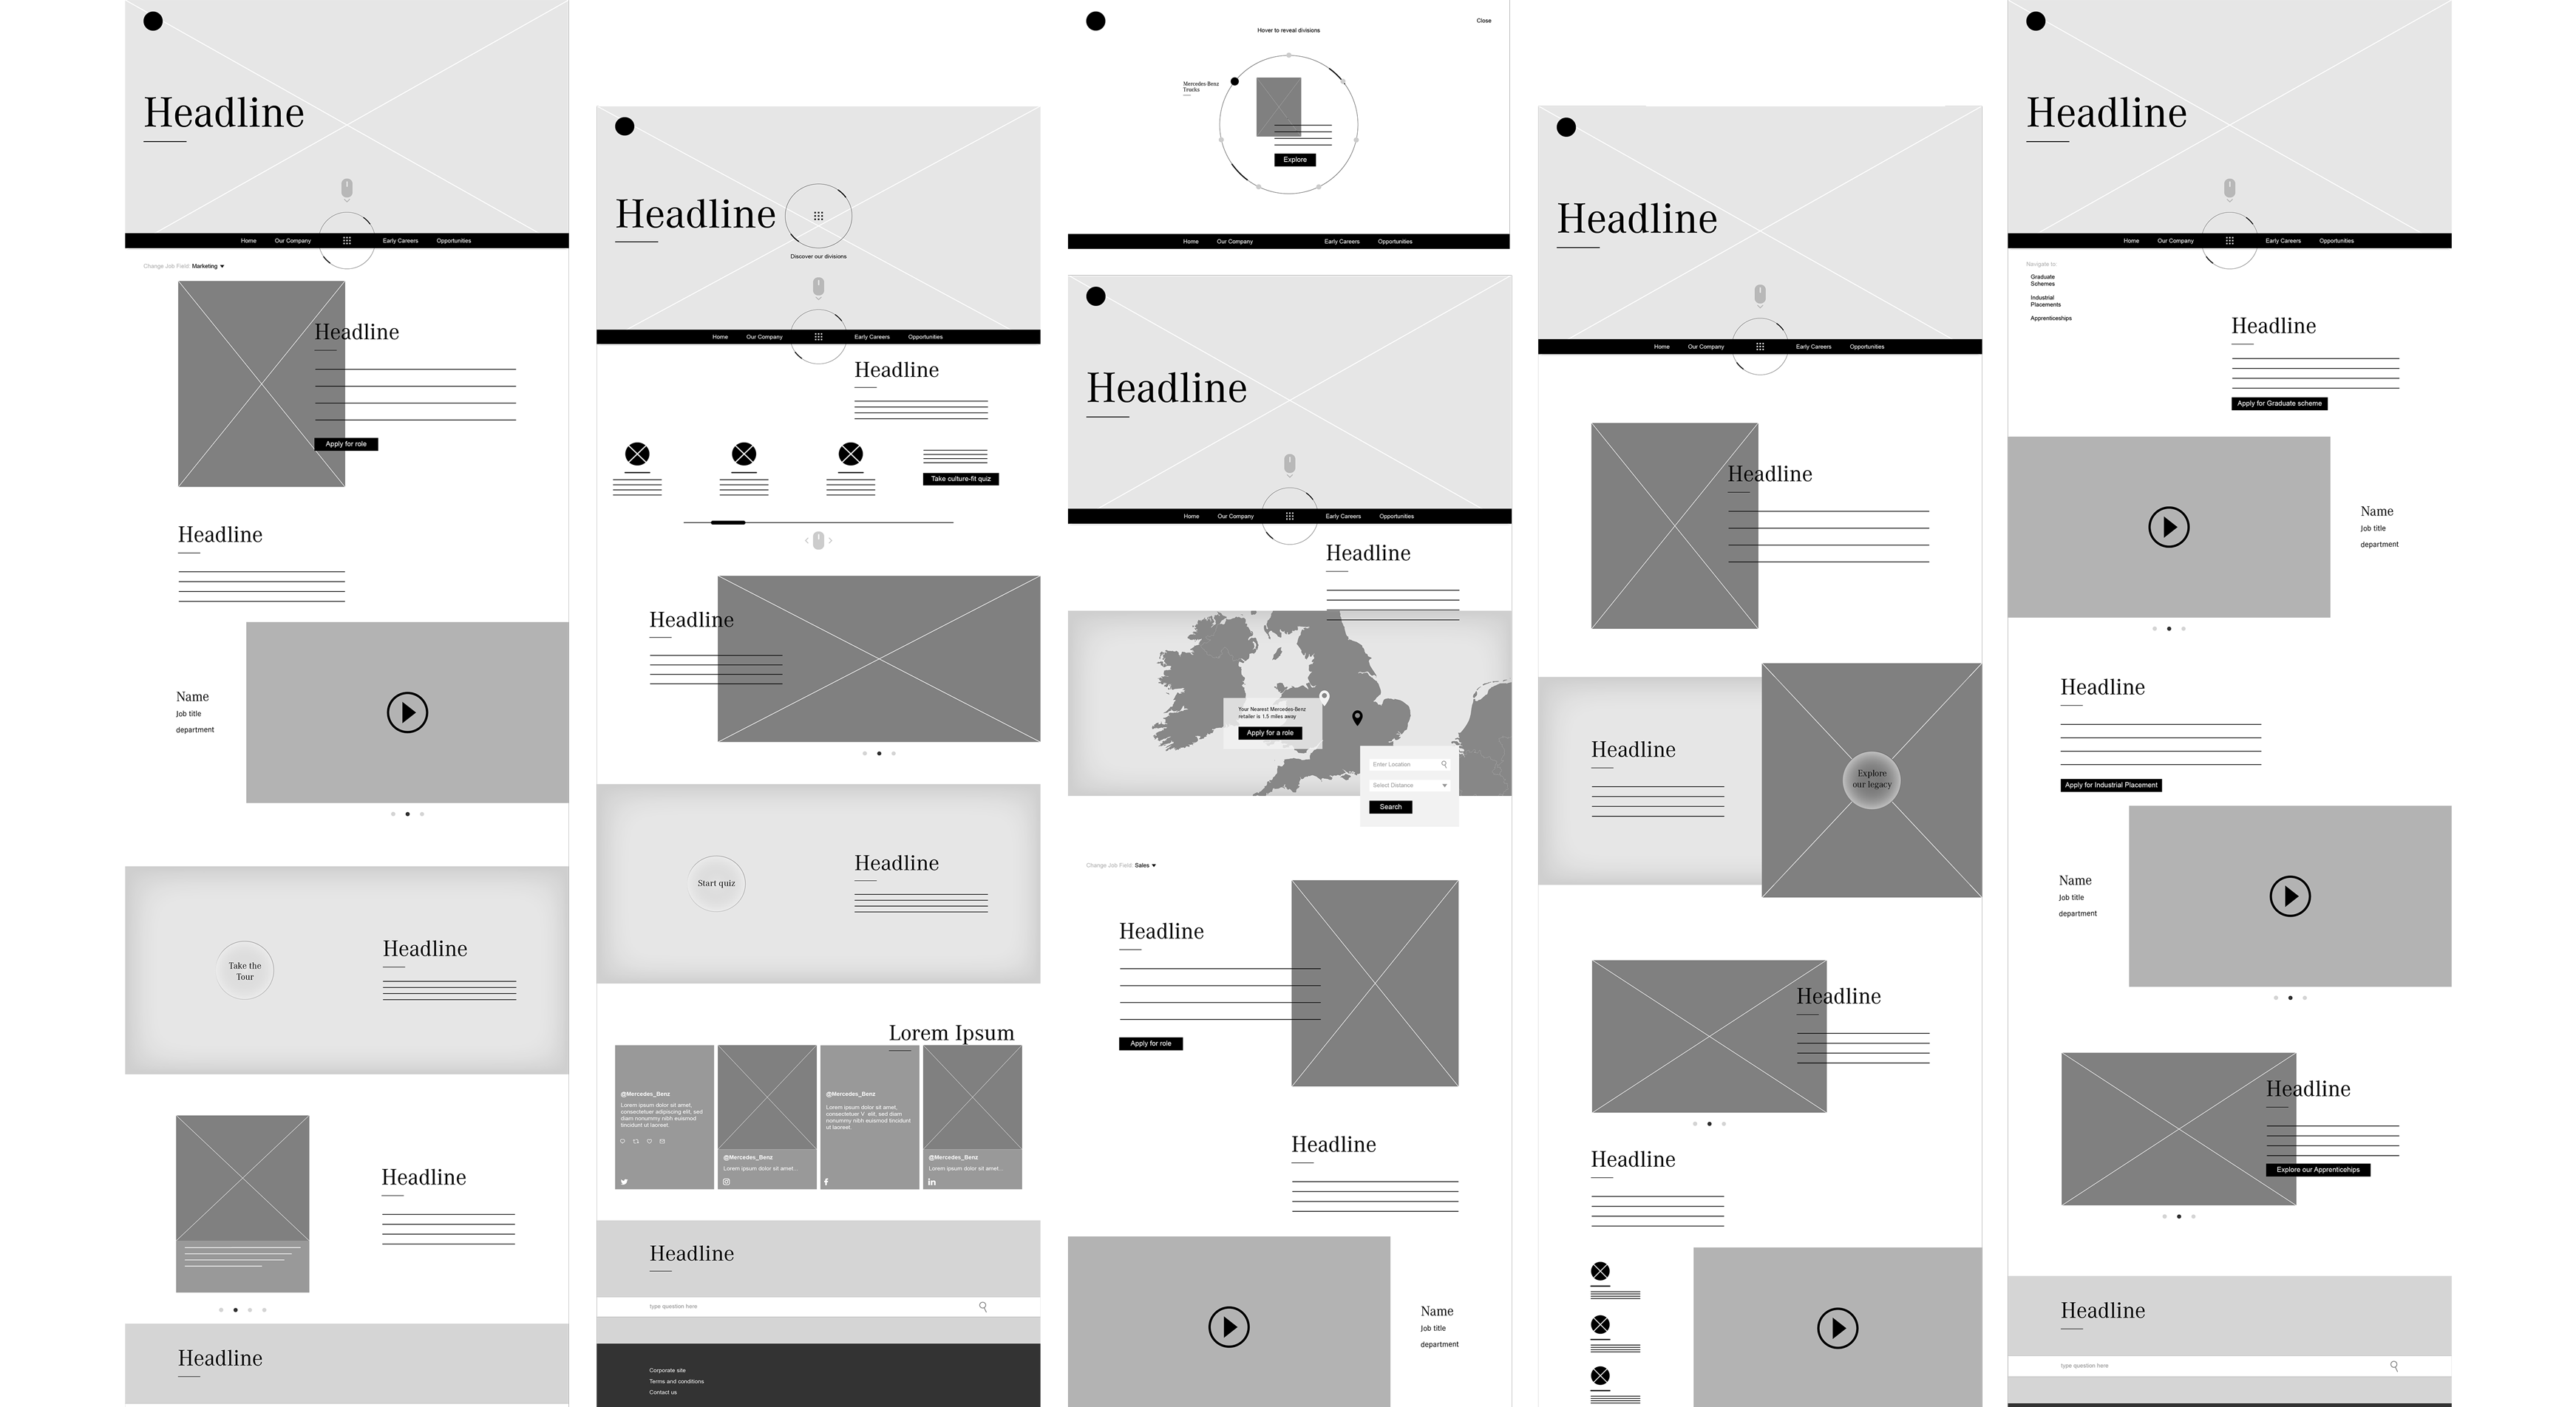 Headline
Home
Our Company
Early Careers
Opportunities
Change Job Field: Marketing
Headline
Apply for role
Headline
Name
Job title
department
Take the
Tour
Headline
Headline
Headline
Headline
Discover our divisions
Home
Our Company
Early Careers
Opportunities
Headline
Take culture-fit quiz
Headline
Start quiz
Headline
Lorem Ipsum
@Mercedes_Benz
Lorem ipsum dolor sit amet,
consectetuer adipiscing elit, sed
diam nonummy nibh euismod
tincidunt ut laoreet.
@Mercedes_Benz
Lorem ipsum dolor sit amet...
@Mercedes_Benz
Lorem ipsum dolor sit amet,
consectetuer V elit, sed diam
nonummy nibh euismod tincidunt
ut laoreet.
@Mercedes_Benz
Lorem ipsum dolor sit amet...
Headline
type question here
Corporate site
Terms and conditions
Contact us
Close
Hover to reveal divisions
Mercedes-Benz
Trucks
Explore
Home
Our Company
Early Careers
Opportunities
Headline
Home
Our Company
Early Careers
Opportunities
Headline
Your Nearest Mercedes-Benz
retailer is 1.5 miles away
Apply for a role
Enter Location
Select Distance
Search
Change Job Field: Sales
Headline
Apply for role
Headline
Name
Job title
department
Headline
Home
Our Company
Early Careers
Opportunities
Headline
Headline
Explore
our legacy
Headline
Headline
Headline
Home
Our Company
Early Careers
Opportunities
Navigate to:
Graduate
Schemes
Industrial
Placements
Apprenticeships
Headline
Apply for Graduate scheme
Name
Job title
department
Headline
Apply for Industrial Placement
Name
Job title
department
Headline
Explore our Apprenticehips
Headline
type question here